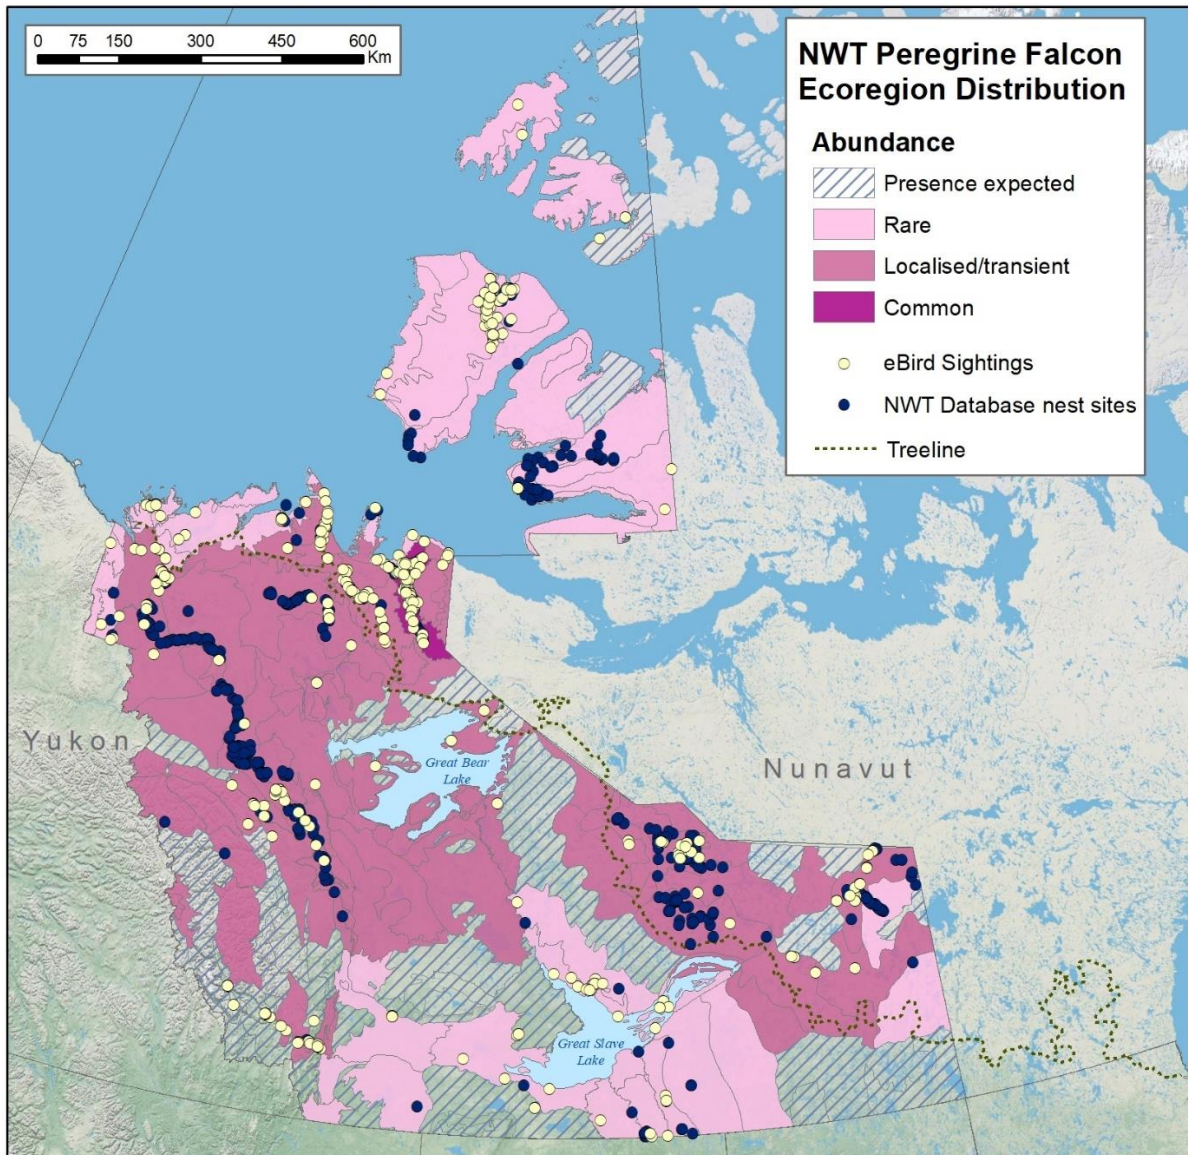 0 75 150 300 450 600
Km
NWT Peregrine Falcon
Ecoregion Distribution
Abundance
Presence expected
Rare
Localised/transient
Common
eBird Sightings
NWT Database nest sites
Treeline
Yukon
Great Bear
Lake
Nunavut
Great Slave
Lake